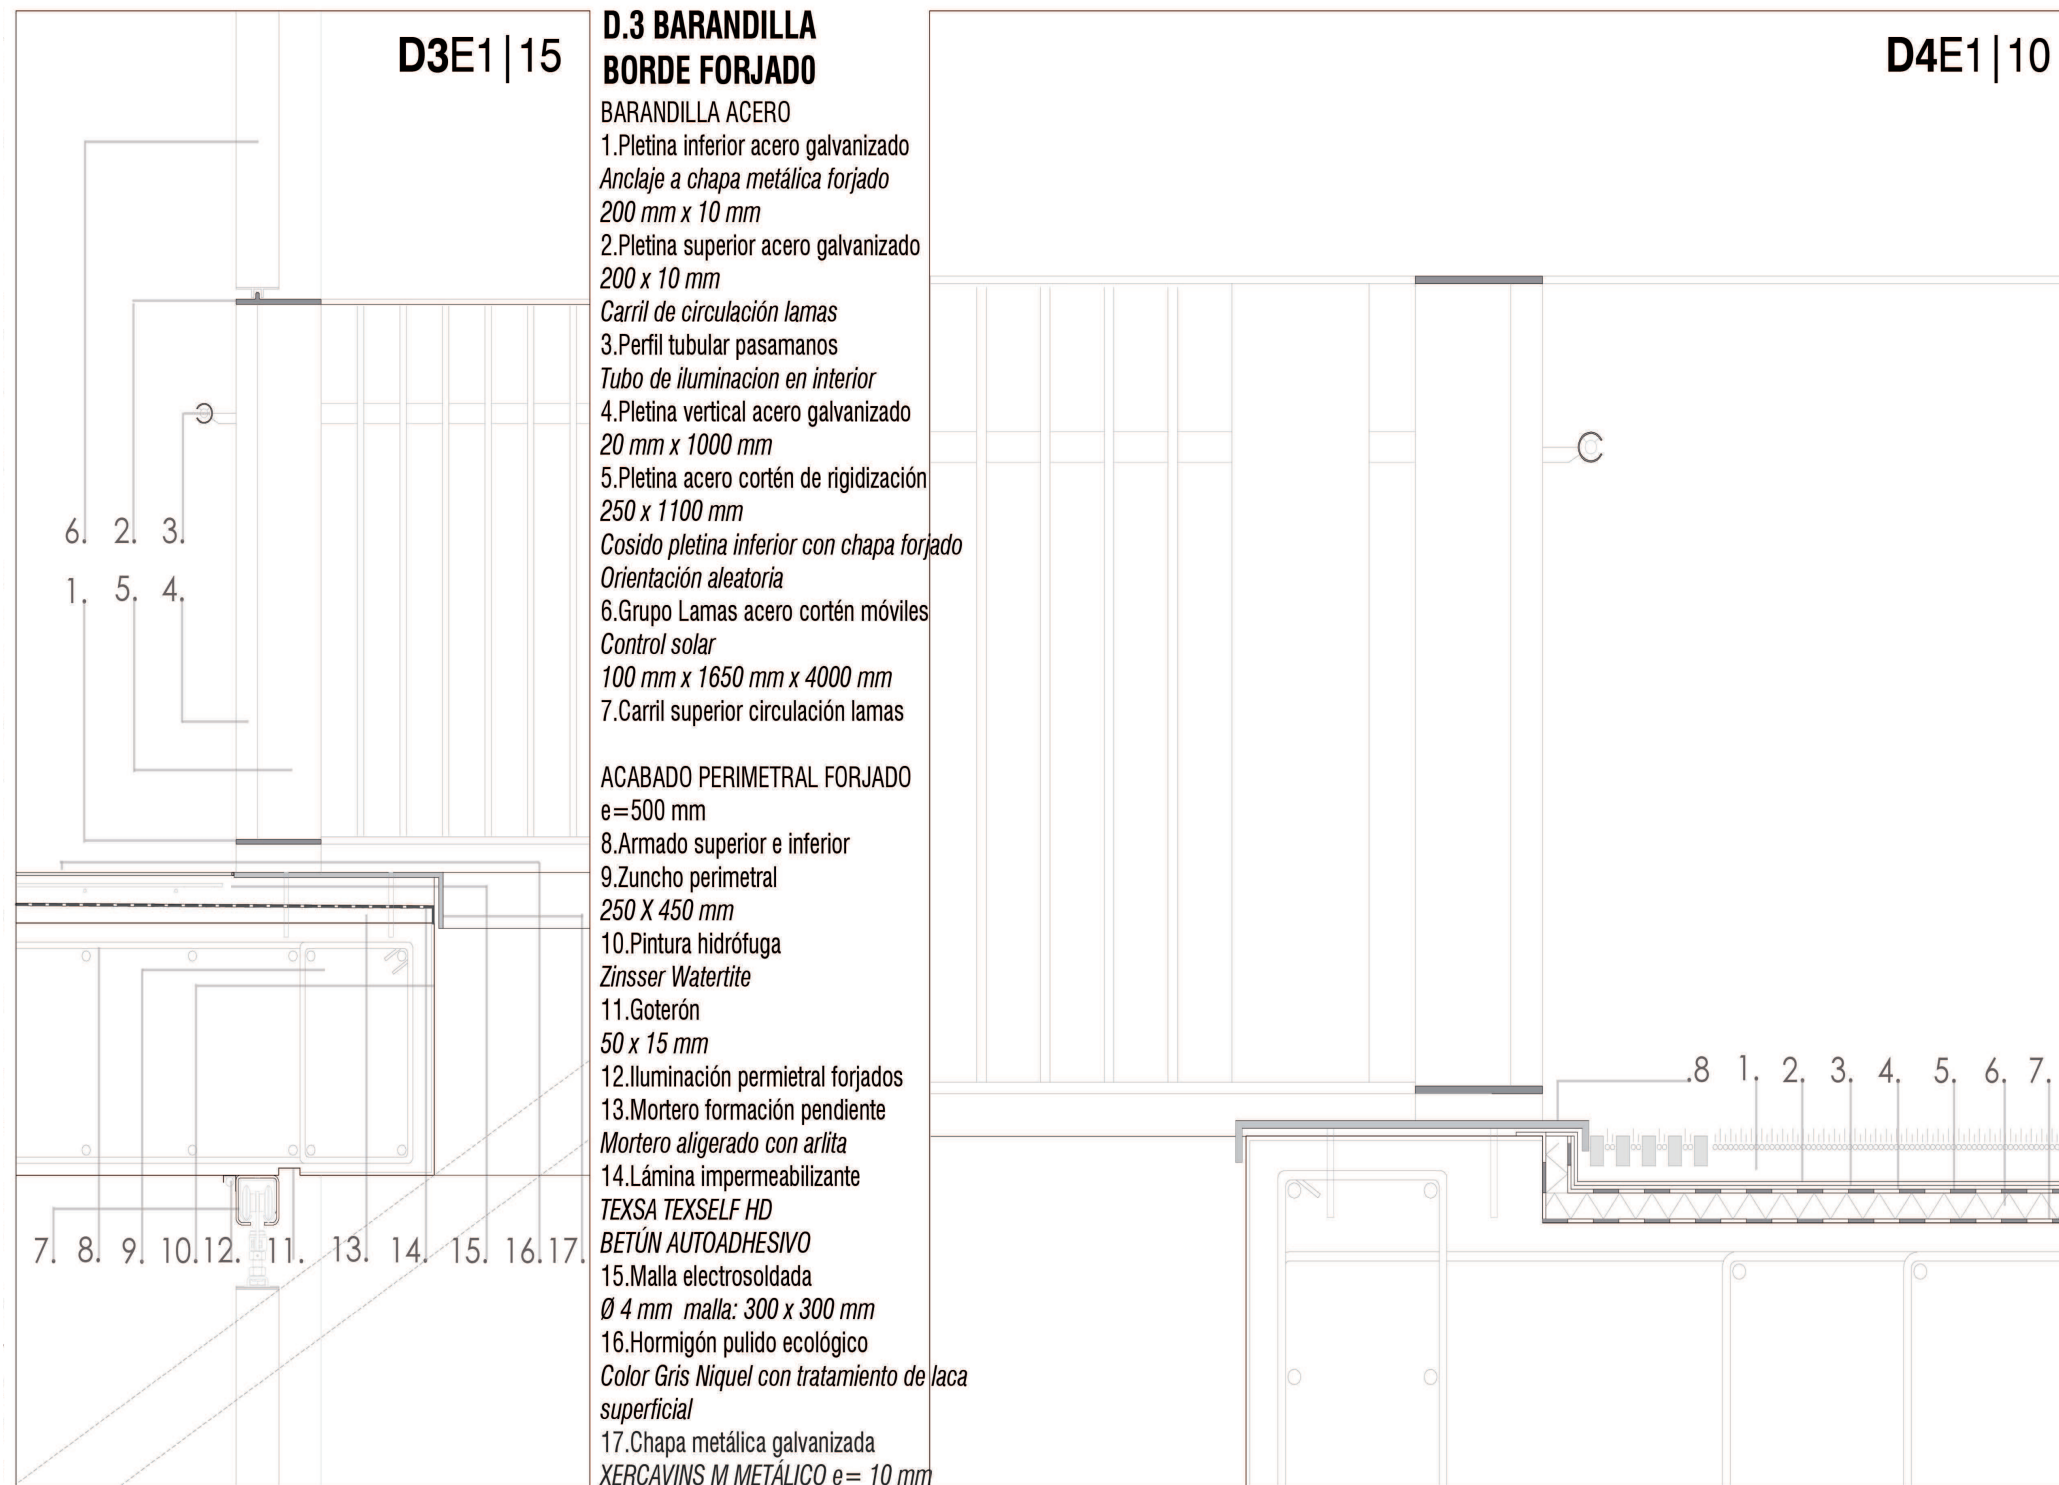 D3E1|15
6. 2. 3.
1. 5. 4.
7. 8. 9. 10. 12. 11. 13. 14. 15. 16. 17.
D.3 BARANDILLA
BORDE FORJADO
BARANDILLA ACERO
1.Pletina inferior acero galvanizado
Anclaje a chapa metálica forjado
200 mm x 10 mm
2.Pletina superior acero galvanizado
200 x 10 mm
Carril de circulación lamas
3.Perfil tubular pasamanos
Tubo de iluminacion en interior
4.Pletina vertical acero galvanizado
20 mm x 1000 mm
5.Pletina acero cortén de rigidización
250 x 1100 mm
Cosido pletina inferior con chapa forjado
Orientación aleatoria
6.Grupo Lamas acero cortén móviles
Control solar
100 mm x 1650 mm x 4000 mm
7.Carril superior circulación lamas
ACABADO PERIMETRAL FORJADO
e=500 mm
8.Armado superior e inferior
9.Zuncho perimetral
250 X 450 mm
10.Pintura hidrófuga
Zinsser Watertite
11.Goterón
50 x 15 mm
12.Iluminación permietral forjados
13.Mortero formación pendiente
Mortero aligerado con arlita
14.Lámina impermeabilizante
TEXSA TEXSELF HD
BETÚN AUTOADHESIVO
15.Malla electrosoldada
Ø 4 mm malla: 300 x 300 mm
16.Hormigón pulido ecológico
Color Gris Niquel con tratamiento de laca
superficial
17.Chapa metálica galvanizada
XERCAVINS M METÁLICO e= 10 mm
D4E1|10
.8 1. 2. 3. 4. 5. 6. 7.